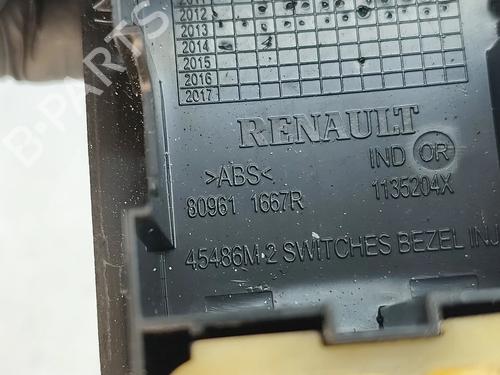 2011
2012
2013
2014
2015
2016
2017
RENAULT
IND OR
>ABS<
80961 1667R
1135204X
45486M-2 SWITCHES BEZEL INJ
B-PARTS